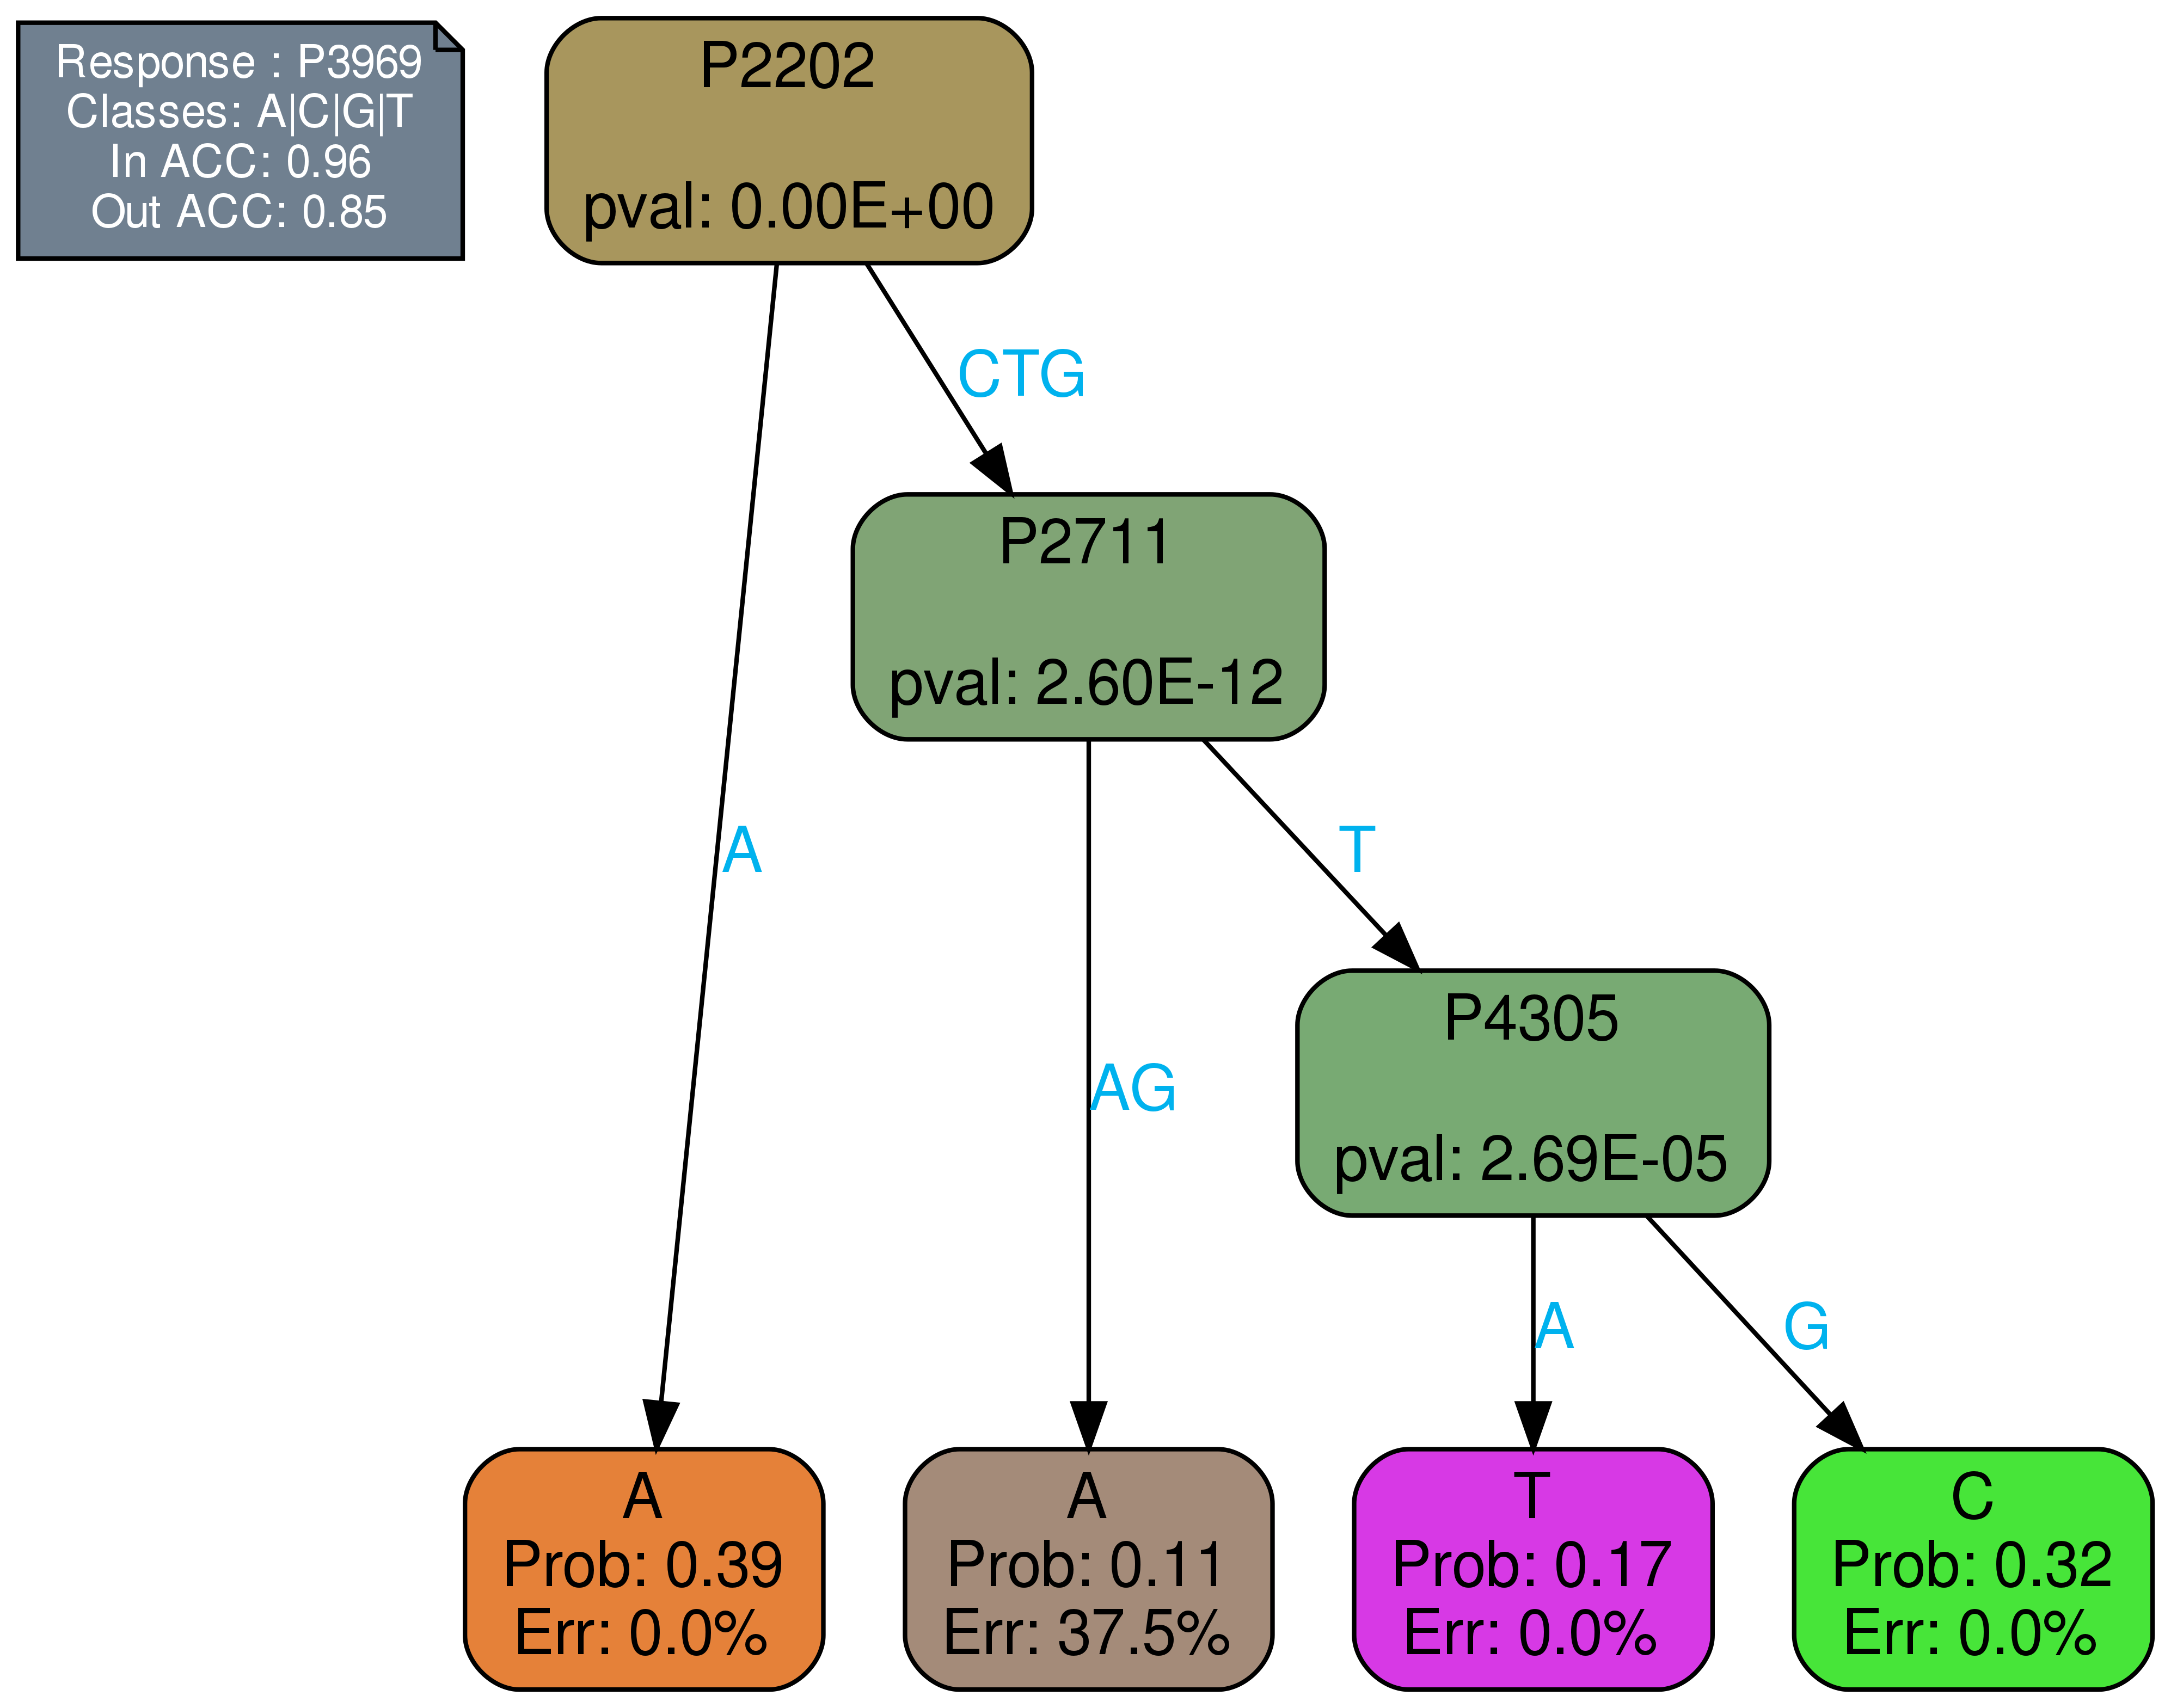 Response : P3969
Classes: A|C|G|T
In ACC: 0.96
Out ACC: 0.85
P2202
pval: 0.00E+00
CTG
P2711
pval: 2.60E-12
A
T
P4305
pval: 2.69E-05
AG
A
G
A
Prob: 0.39
Err: 0.0%
A
Prob: 0.11
Err: 37.5%
T
Prob: 0.17
Err: 0.0%
C
Prob: 0.32
Err: 0.0%